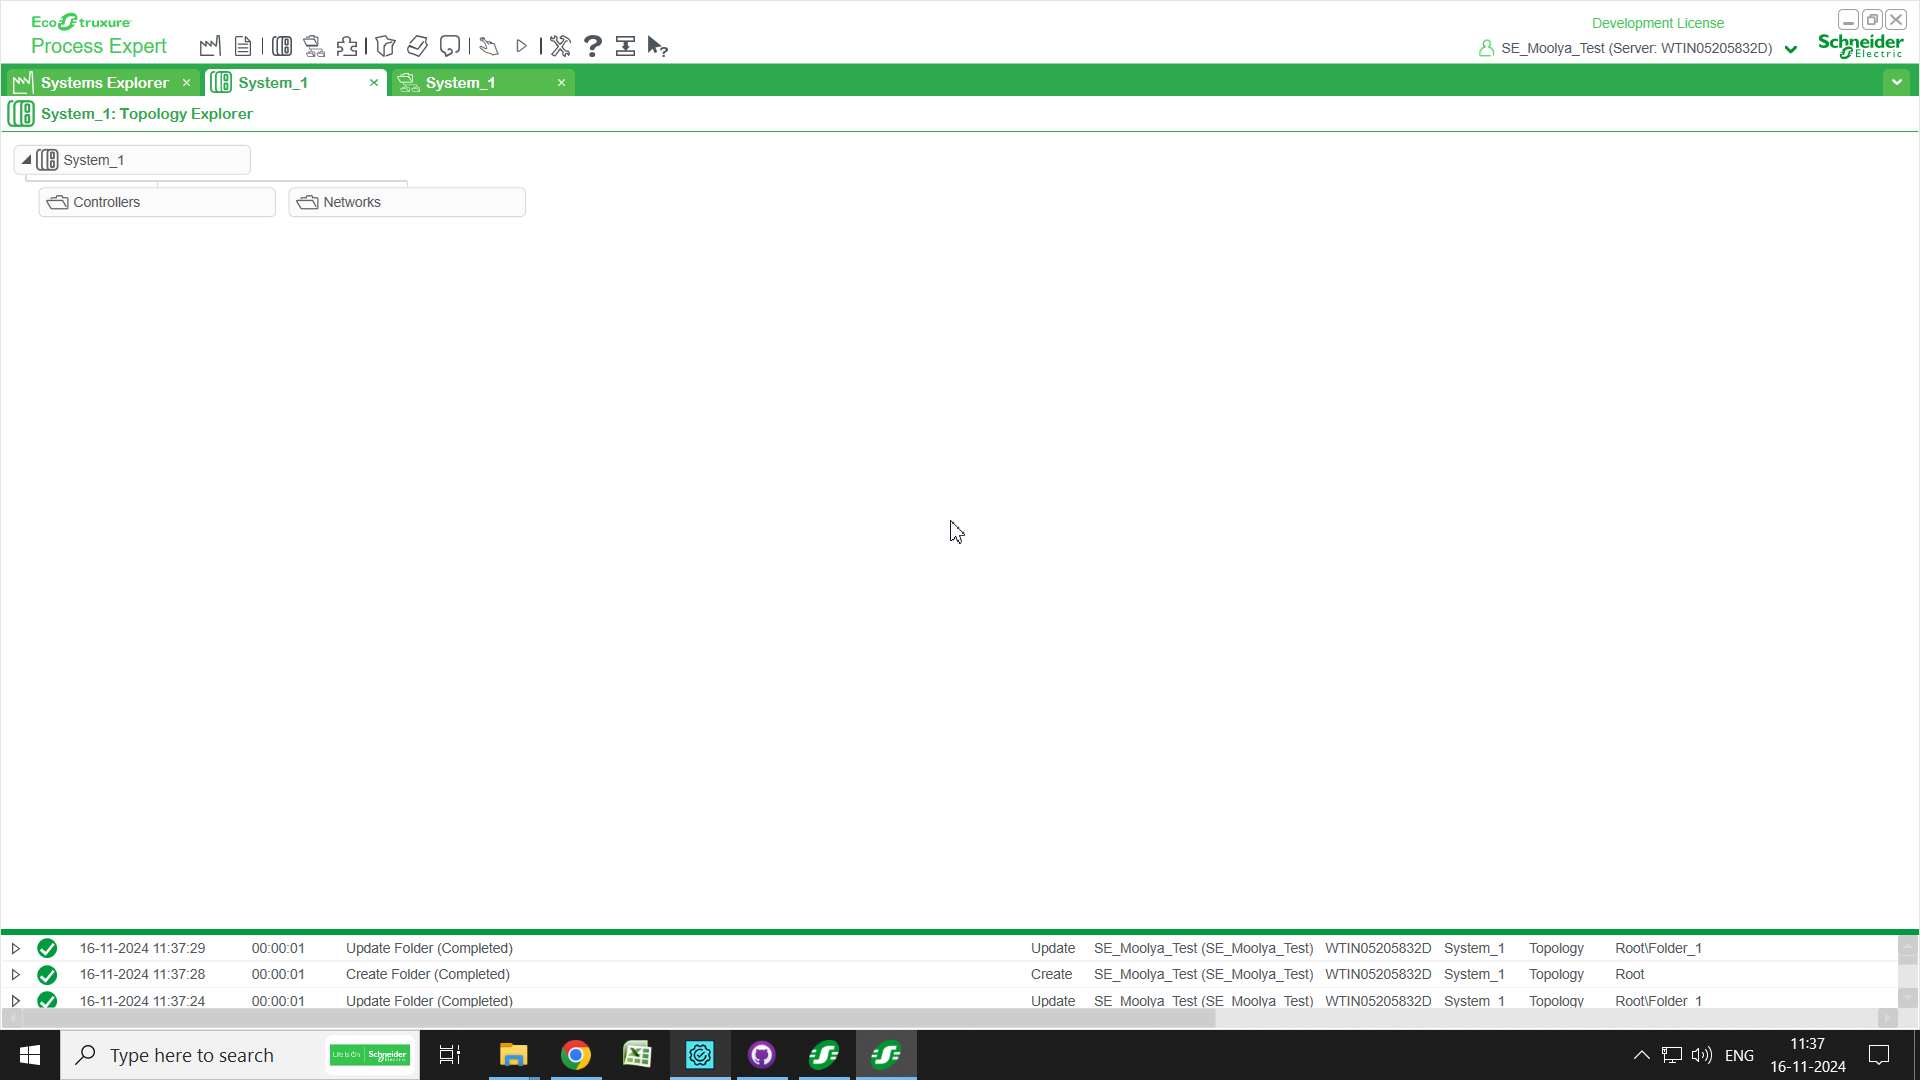 EcoStruxure
Process Expert
Development License
SE_Moolya_Test (Server: WTIN05205832D)
Schneider
Electric
Systems Explorer
System_1
System_1
System_1: Topology Explorer
System_1
Controllers
Networks
16-11-2024 11:37:29 00:00:01 Update Folder (Completed) Update SE_Moolya_Test (SE_Moolya_Test) WTIN05205832D System_1 Topology Root\Folder_1
16-11-2024 11:37:28 00:00:01 Create Folder (Completed) Create SE_Moolya_Test (SE_Moolya_Test) WTIN05205832D System_1 Topology Root
16-11-2024 11:37:24 00:00:01 Update Folder (Completed) Update SE_Moolya_Test (SE_Moolya_Test) WTIN05205832D System_1 Topology Root\Folder_1
Type here to search
Life Is On Schneider Electric
ENG
11:37
16-11-2024